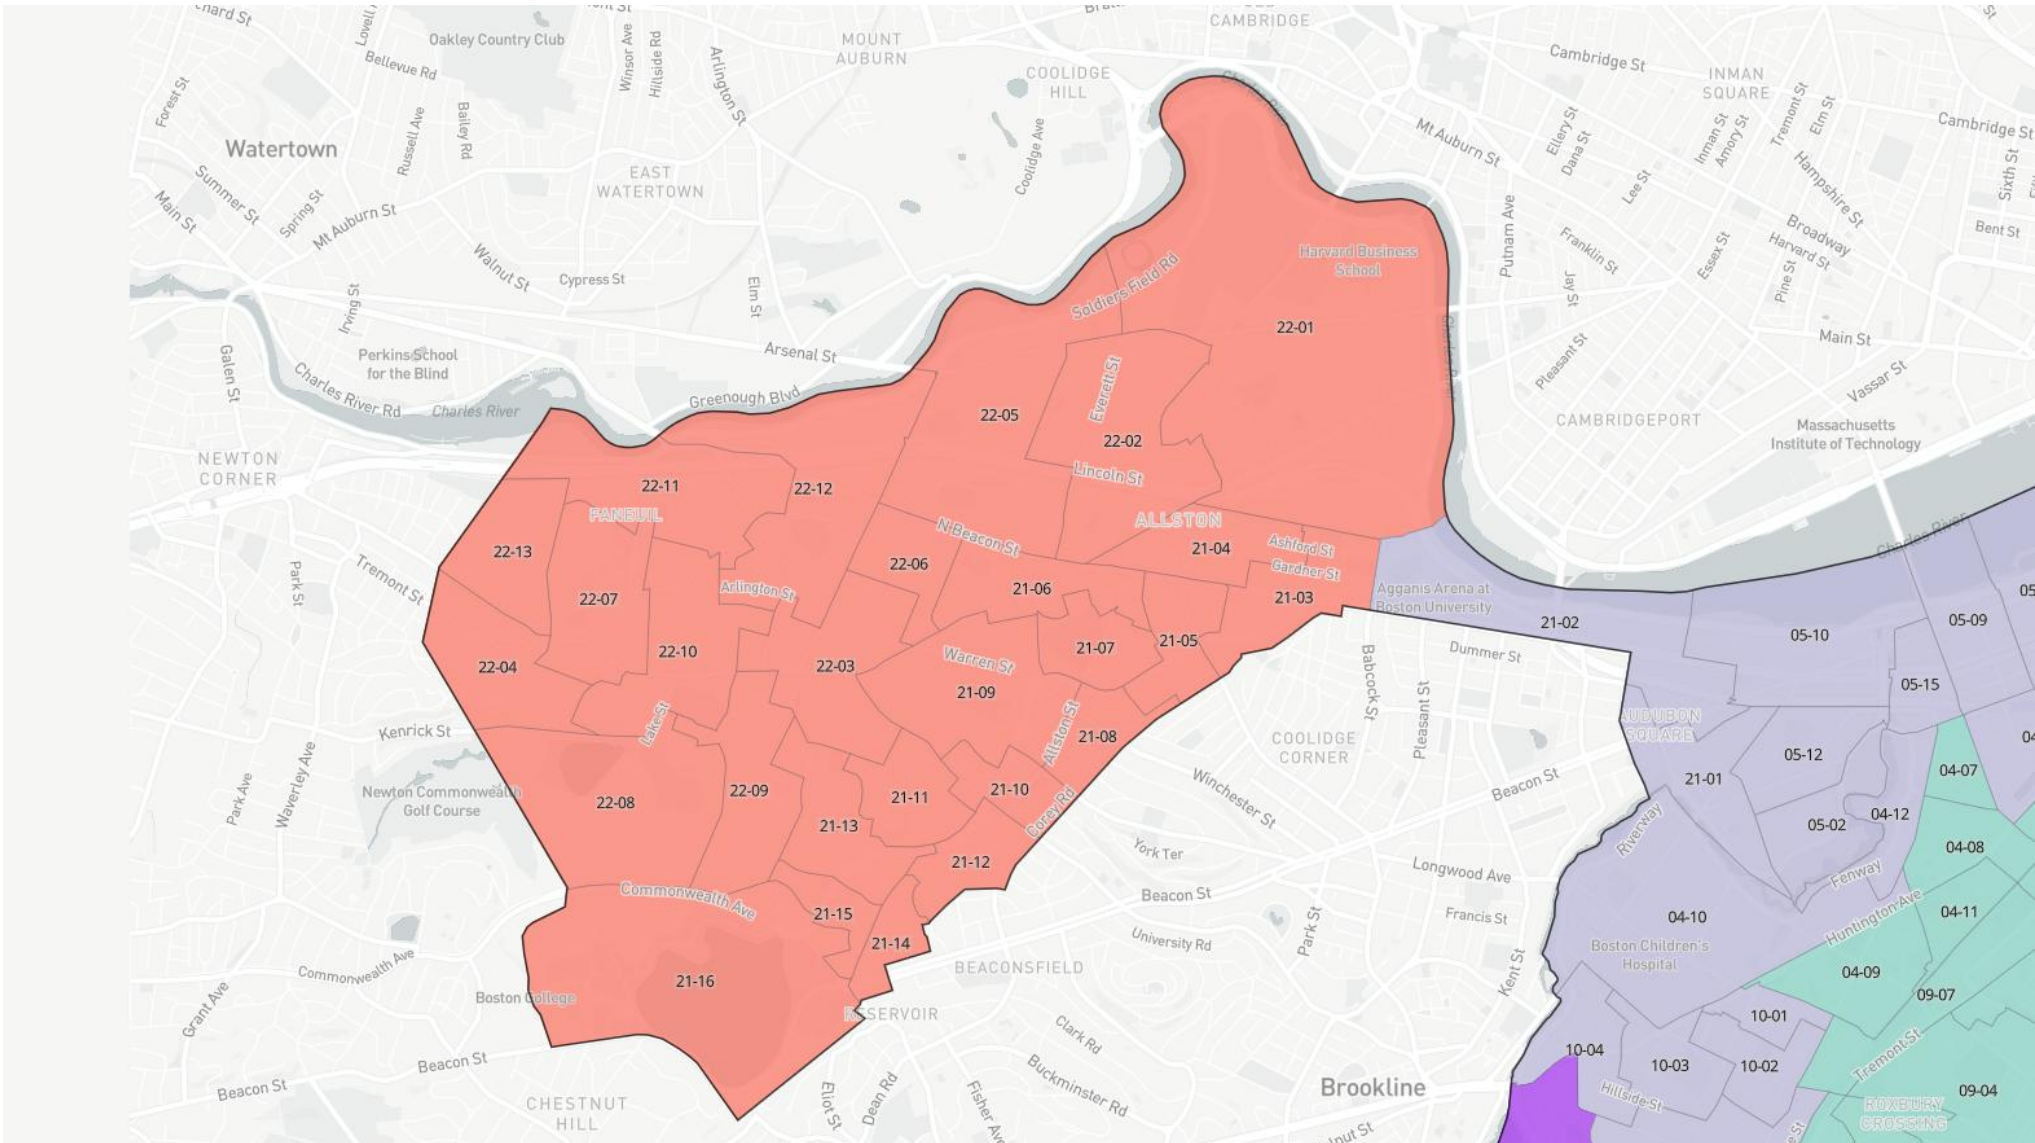 Oakley Country Club
Lovell
Bellevue Rd
Winsor Ave
Hillside Rd
Arlington St
MOUNT
AUBURN
COOLIDGE
HILL
CAMBRIDGE
Cambridge St
INMAN
SQUARE
Tremont St
Elm St
Cambridge St
Forest St
Russell Ave
Bailey Rd
Watertown
EAST
WATERTOWN
Coolidge Ave
Mt Auburn St
Ellery St
Dana St
Inman St
Amory St
Hampshire St
Sixth St
Summer St
Main St
Spring St
Mt Auburn St
Walnut St
Cypress St
Elm St
Lee St
Putnam Ave
Franklin St
Broadway
Harvard St
Bent St
Essex St
Pine St
Jay St
Soldiers Field Rd
Harvard Business
School
22-01
Irving St
Galen St
Perkins School
for the Blind
Arsenal St
Main St
Pleasant St
Vassar St
Charles River Rd
Charles River
Greenough Blvd
Everett St
22-05
22-02
CAMBRIDGEPORT
Massachusetts
Institute of Technology
NEWTON
CORNER
22-11
22-12
Lincoln St
FANEUIL
N Beacon St
ALLSTON
Ashford St
21-04
Charles River
22-13
Tremont St
Park St
22-06
Gardner St
22-07
Arlington St
21-06
21-03
Agganis Arena at
Boston University
21-02
05-10
05-09
05
22-04
22-10
22-03
Warren St
21-07
21-05
Dummer St
Babcock St
Pleasant St
21-09
05-15
Kenrick St
Lake St
Allston St
21-08
COOLIDGE
CORNER
AUDUBON
SQUARE
05-12
04-07
Park Ave
Waverley Ave
Newton Commonwealth
Golf Course
22-08
22-09
21-11
21-10
Winchester St
Beacon St
21-01
21-13
Corey Rd
Riverway
05-02
04-12
21-12
York Ter
04-08
Longwood Ave
Fenway
Commonwealth Ave
21-15
Beacon St
Francis St
04-10
Huntington Ave
04-11
21-14
University Rd
Park St
Boston Children's
Hospital
Commonwealth Ave
BEACONSFIELD
Kent St
04-09
21-16
Boston College
09-07
Grant Ave
RESERVOIR
10-01
Clark Rd
10-04
10-03
10-02
Tremont St
Beacon St
Beacon St
Buckminster Rd
Brookline
Hillside St
09-04
CHESTNUT
HILL
Eliot St
Dean Rd
Fisher Ave
ROXBURY
CROSSING